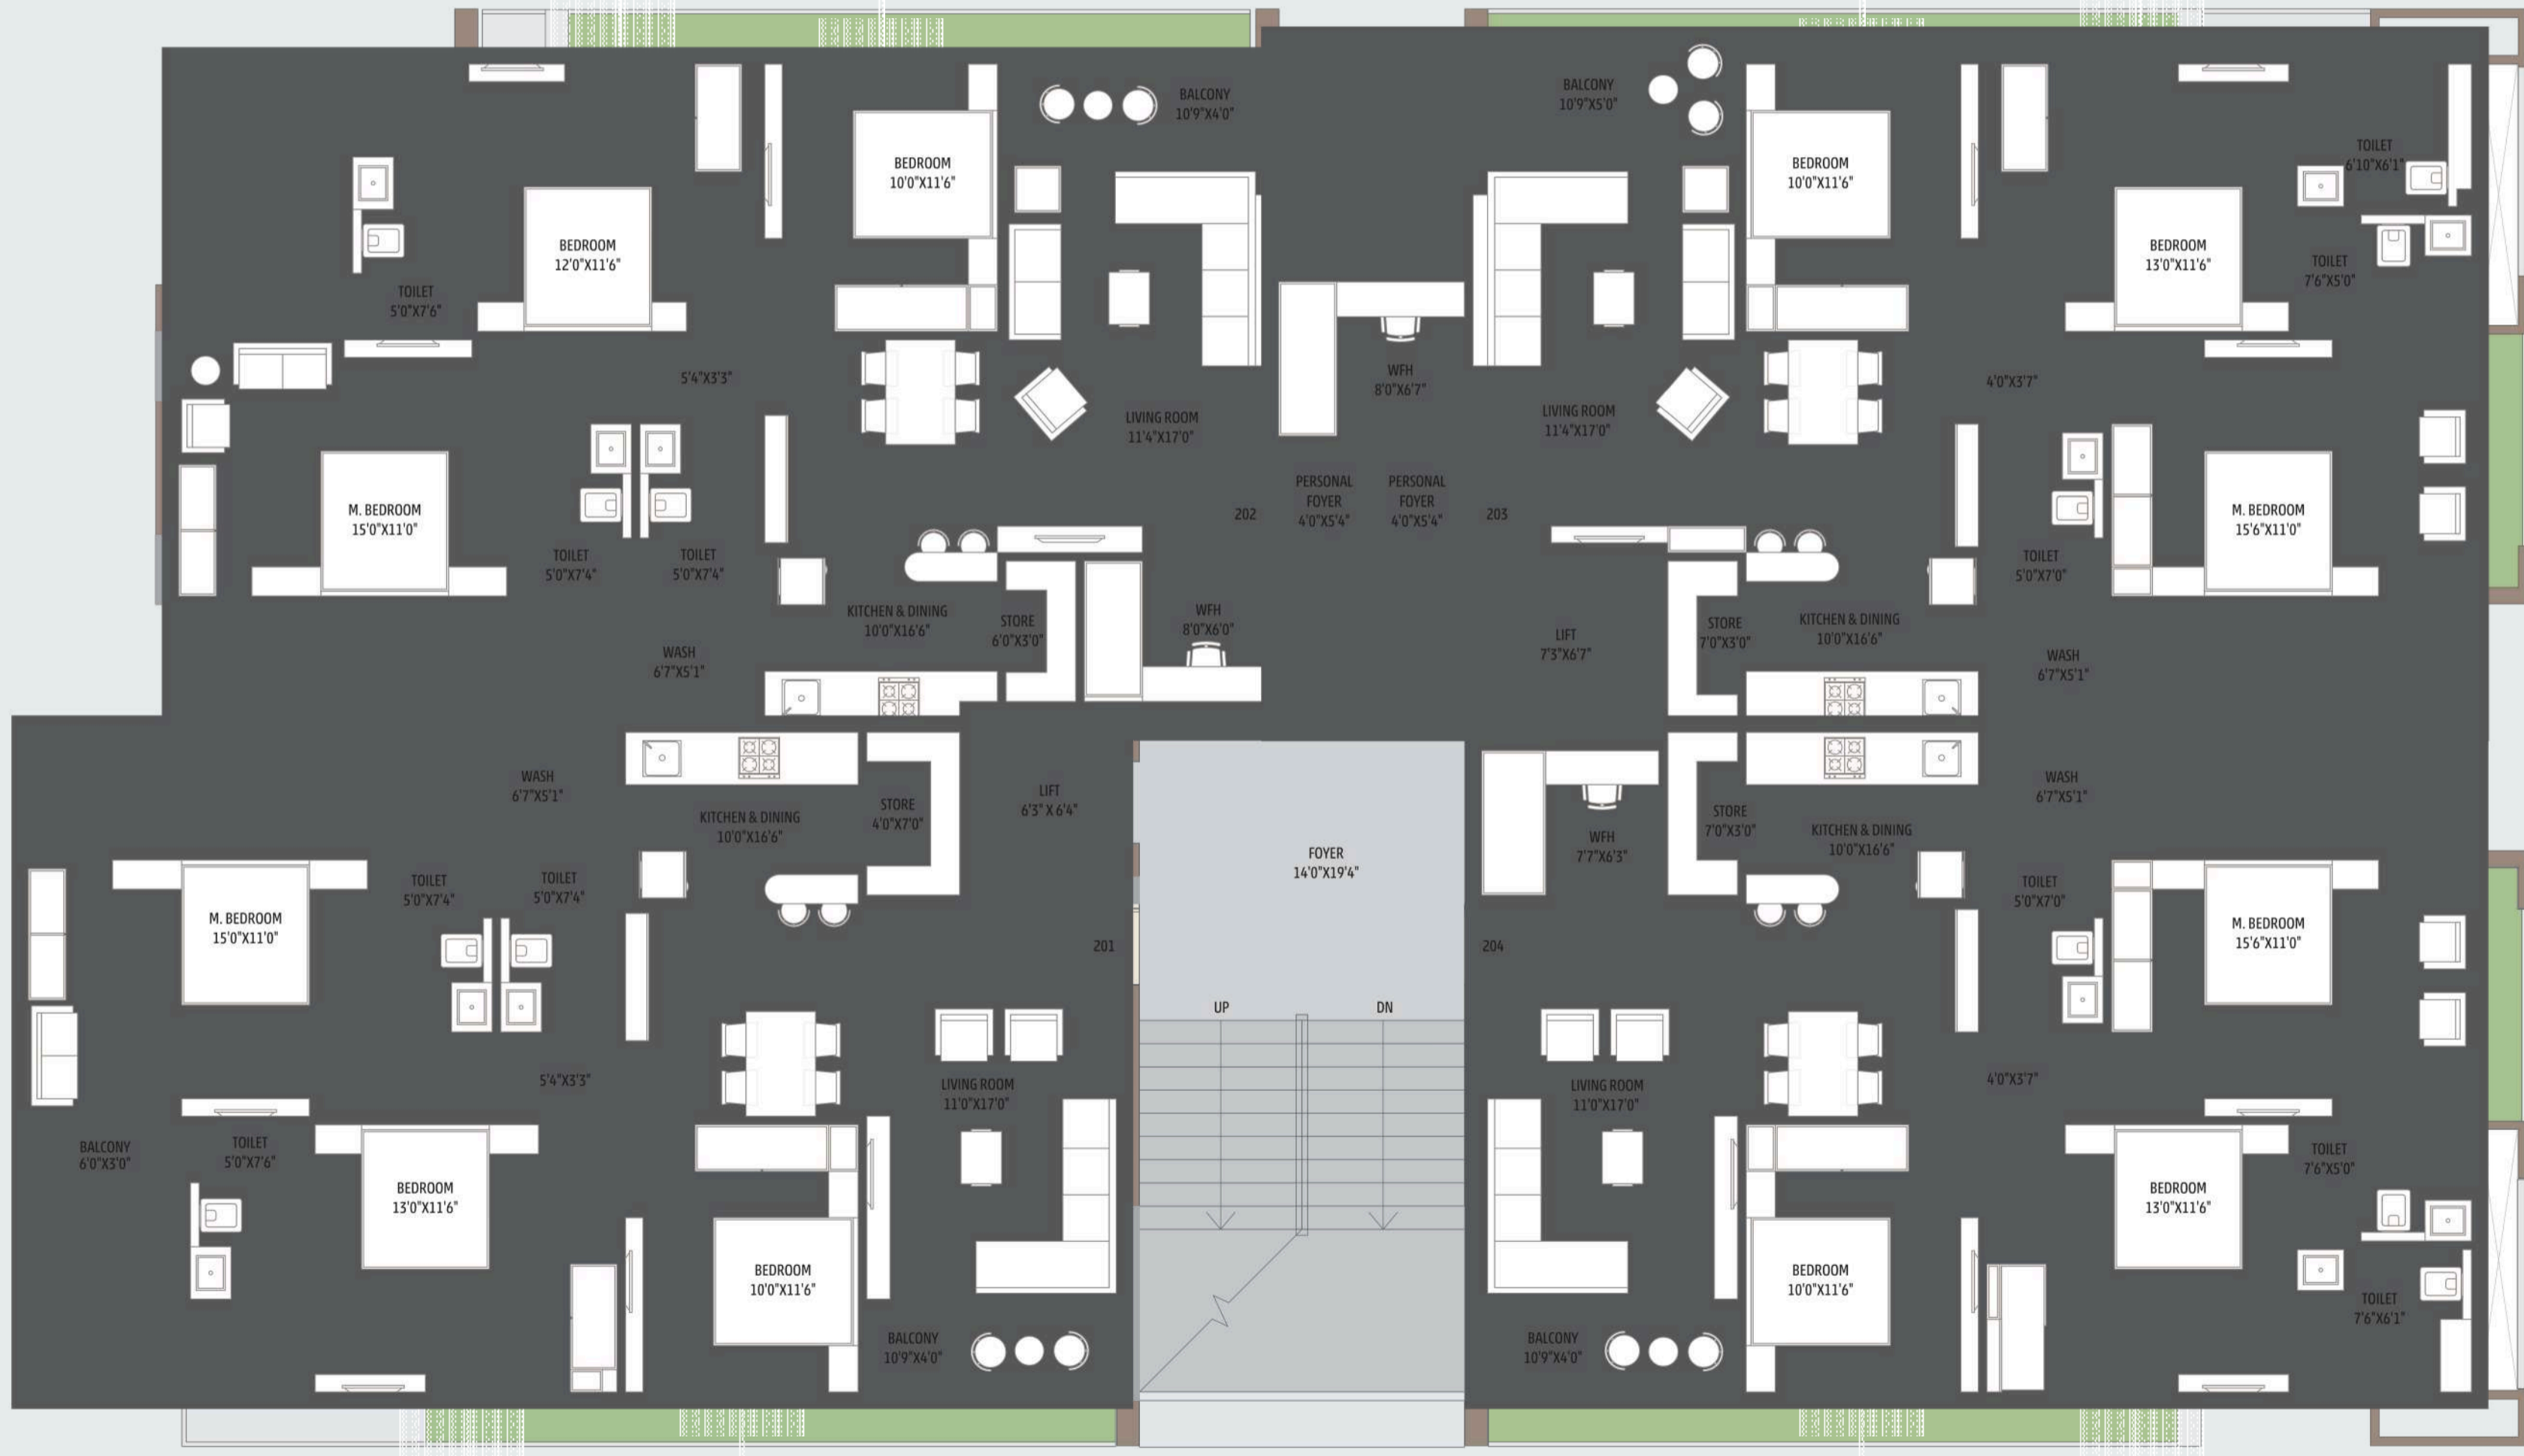 BALCONY
10'9"X4'0"
BALCONY
10'9"X5'0"
BEDROOM
10'0"X11'6"
BEDROOM
10'0"X11'6"
TOILET
6'10"X6'1"
BEDROOM
12'0"X11'6"
BEDROOM
13'0"X11'6"
TOILET
5'0"X7'6"
TOILET
7'6"X5'0"
5'4"X3'3"
WFH
8'0"X6'7"
4'0"X3'7"
LIVING ROOM
11'4"X17'0"
LIVING ROOM
11'4"X17'0"
M. BEDROOM
15'0"X11'0"
202
PERSONAL
FOYER
4'0"X5'4"
PERSONAL
FOYER
4'0"X5'4"
203
M. BEDROOM
15'6"X11'0"
TOILET
5'0"X7'4"
TOILET
5'0"X7'4"
TOILET
5'0"X7'0"
KITCHEN & DINING
10'0"X16'6"
STORE
6'0"X3'0"
WFH
8'0"X6'0"
LIFT
7'3"X6'7"
STORE
7'0"X3'0"
KITCHEN & DINING
10'0"X16'6"
WASH
6'7"X5'1"
WASH
6'7"X5'1"
WASH
6'7"X5'1"
KITCHEN & DINING
10'0"X16'6"
STORE
4'0"X7'0"
LIFT
6'3" X 6'4"
FOYER
14'0"X19'4"
WFH
7'7"X6'3"
STORE
7'0"X3'0"
KITCHEN & DINING
10'0"X16'6"
WASH
6'7"X5'1"
M. BEDROOM
15'0"X11'0"
TOILET
5'0"X7'4"
TOILET
5'0"X7'4"
TOILET
5'0"X7'0"
M. BEDROOM
15'6"X11'0"
201
204
UP
DN
5'4"X3'3"
LIVING ROOM
11'0"X17'0"
LIVING ROOM
11'0"X17'0"
4'0"X3'7"
BALCONY
6'0"X3'0"
TOILET
5'0"X7'6"
TOILET
7'6"X5'0"
BEDROOM
13'0"X11'6"
BEDROOM
13'0"X11'6"
BEDROOM
10'0"X11'6"
BEDROOM
10'0"X11'6"
TOILET
7'6"X6'1"
BALCONY
10'9"X4'0"
BALCONY
10'9"X4'0"